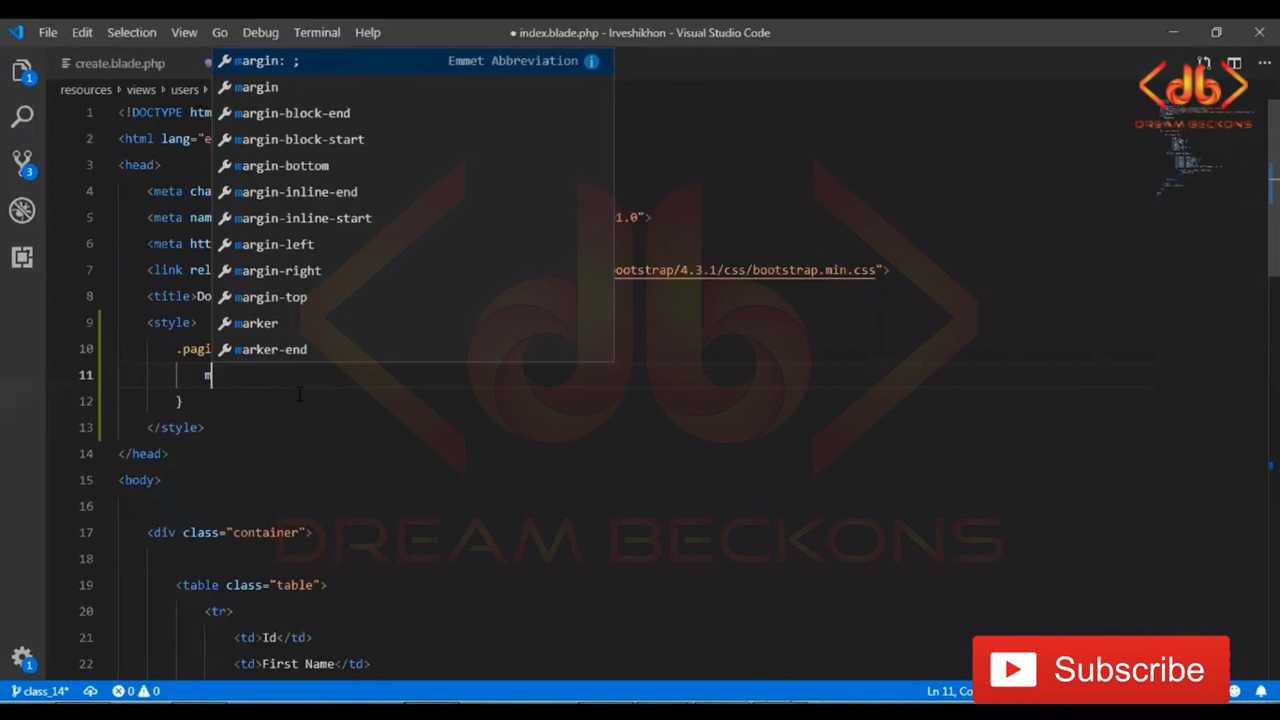 File Edit Selection View Go Debug Terminal Help
● index.blade.php - Irveshikhon - Visual Studio Code
create.blade.php
resources > views > users >
1 <!DOCTYPE htm
2 <html lang="e
3 <head>
4 <meta cha
5 <meta nam 1.0">
6 <meta htt
7 <link rel ootstrap/4.3.1/css/bootstrap.min.css">
8 <title>Do
9 <style>
10 .pagi
11 m
12 }
13 </style>
14 </head>
15 <body>
16
17 <div class="container">
18
19 <table class="table">
20 <tr>
21 <td>Id</td>
22 <td>First Name</td>
margin: ; Emmet Abbreviation
margin
margin-block-end
margin-block-start
margin-bottom
margin-inline-end
margin-inline-start
margin-left
margin-right
margin-top
marker
marker-end
1
3
1
db
DREAM BECKONS
db
DREAM BECKONS
Subscribe
class_14* 0 0 Ln 11, Co